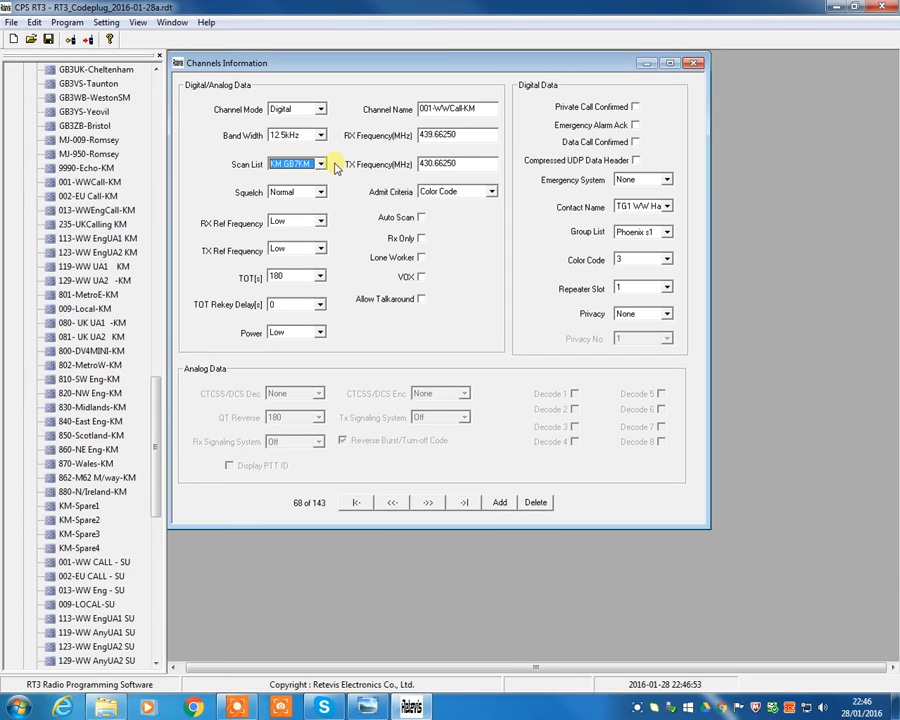 CPS RT3 - RT3_Codeplug_2016-01-28a.rdt
File Edit Program Setting View Window Help
GB3UK-Cheltenham
GB3VS-Taunton
GB3WB-WestonSM
GB3YS-Yeovil
GB3ZB-Bristol
MJ-009-Romsey
MJ-950-Romsey
9990-Echo-KM
001-WWCall-KM
002-EU Call-KM
013-WWEngCall-KM
235-UKCalling KM
113-WW EngUA1 KM
123-WW EngUA2 KM
119-WW UA1 KM
129-WW UA2 -KM
801-MetroE-KM
009-Local-KM
080- UK UA1 -KM
081- UK UA2 KM
800-DV4MINI-KM
802-MetroW-KM
810-SW Eng-KM
820-NW Eng-KM
830-Midlands-KM
840-East Eng-KM
850-Scotland-KM
860-NE Eng-KM
870-Wales-KM
862-M62 M/way-KM
880-N/Ireland-KM
KM-Spare1
KM-Spare2
KM-Spare3
KM-Spare4
001-WW CALL - SU
002-EU CALL - SU
013-WW Eng - SU
009-LOCAL-SU
113-WW EngUA1 SU
119-WW AnyUA1 SU
123-WW EngUA2 SU
129-WW AnyUA2 SU
Channels Information
Digital/Analog Data
Channel Mode Digital
Channel Name 001-WWCall-KM
Band Width 12.5kHz
RX Frequency(MHz) 439.66250
Scan List KM GB7KM
TX Frequency(MHz) 430.66250
Squelch Normal
Admit Criteria Color Code
RX Ref Frequency Low
Auto Scan
Rx Only
TX Ref Frequency Low
Lone Worker
TOT[s] 180
VOX
TOT Rekey Delay[s] 0
Allow Talkaround
Power Low
Digital Data
Private Call Confirmed
Emergency Alarm Ack
Data Call Confirmed
Compressed UDP Data Header
Emergency System None
Contact Name TG1 WW Ha
Group List Phoenix s1
Color Code 3
Repeater Slot 1
Privacy None
Privacy No. 1
Analog Data
CTCSS/DCS Dec None
CTCSS/DCS Enc None
QT Reverse 180
Tx Signaling System Off
Rx Signaling System Off
Reverse Burst/Turn-off Code
Display PTT ID
Decode 1 Decode 5
Decode 2 Decode 6
Decode 3 Decode 7
Decode 4 Decode 8
68 of 143
|<- <<- ->> ->| Add Delete
RT3 Radio Programming Software
Copyright : Retevis Electronics Co., Ltd.
2016-01-28 22:46:53
Retevis
22:46
28/01/2016